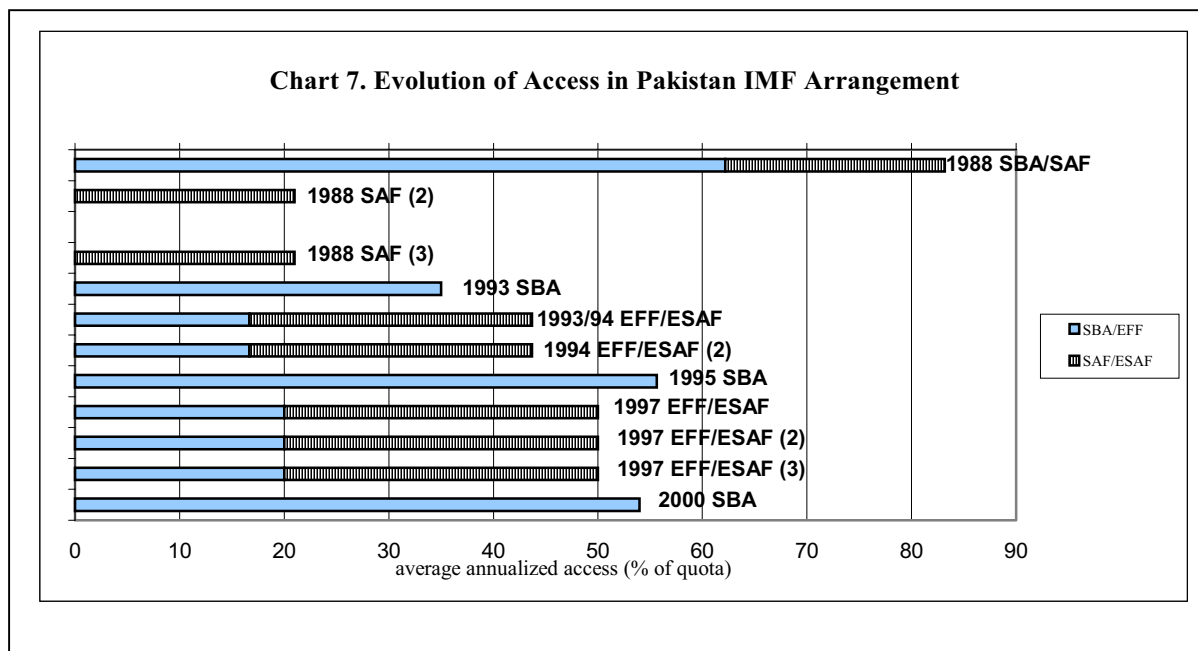 Chart 7. Evolution of Access in Pakistan IMF Arrangement
1988 SBA/SAF
1988 SAF (2)
1988 SAF (3)
1993 SBA
1993/94 EFF/ESAF
1994 EFF/ESAF (2)
1995 SBA
1997 EFF/ESAF
1997 EFF/ESAF (2)
1997 EFF/ESAF (3)
2000 SBA
SBA/EFF
SAF/ESAF
0 10 20 30 40 50 60 70 80 90
average annualized access (% of quota)